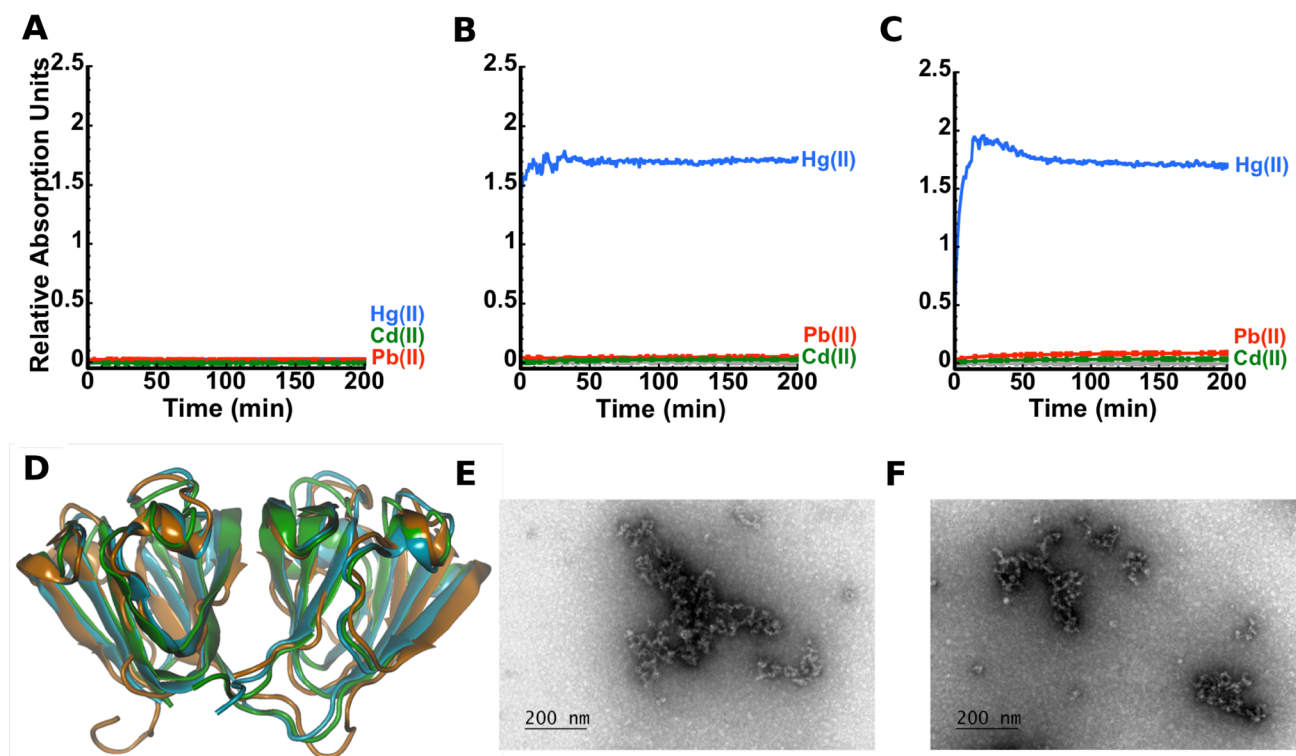 A
Relative Absorption Units
2.5
2
1.5
1
0.5
0
0 50 100 150 200
Time (min)
Hg(II)
Cd(II)
Pb(II)
B
2.5
2
1.5
1
0.5
0
0 50 100 150 200
Time (min)
Hg(II)
Pb(II)
Cd(II)
C
2.5
2
1.5
1
0.5
0
0 50 100 150 200
Time (min)
Hg(II)
Pb(II)
Cd(II)
D
E
200 nm
F
200 nm